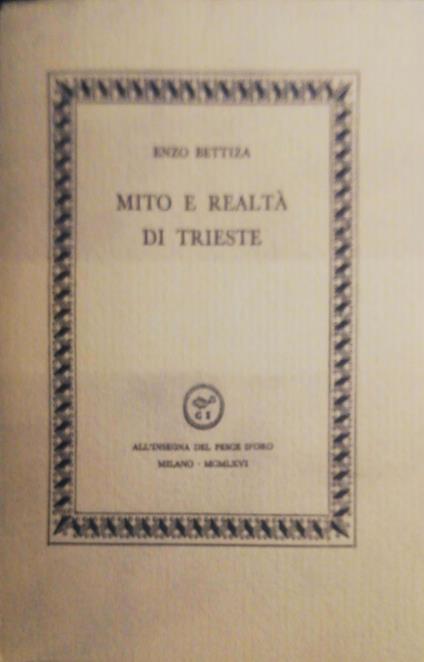 ENZO BETTIZA
MITO E REALTÀ
DI TRIESTE
ALL'INSEGNA DEL PESCE D'ORO
MILANO · MCMLXVI